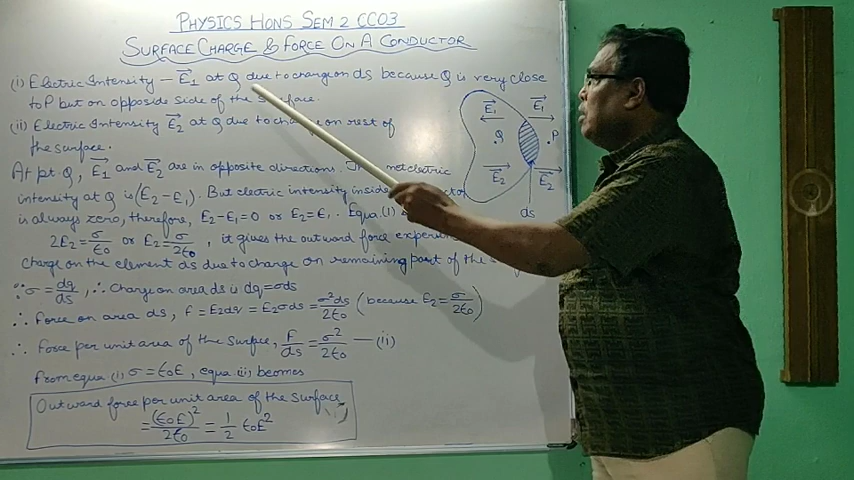 PHYSICS HONS SEM 2 CC03
SURFACE CHARGE & FORCE ON A CONDUCTOR
(i) Electric Intensity - E₁ at Q due to charge on ds because Q is very close
to P but on opposide side of the surface.
(ii) Electric Intensity E₂ at Q due to charge on rest of
the surface.
At pt. Q, E₁ and E₂ are in opposite directions. The net electric
intensity at Q is (E₂ - E₁). But electric intensity inside
is always zero, therefore, E₂-E₁=0 or E₂=E₁. Equa.(1)
2E₂ = σ/ε₀ or E₂ = σ/2ε₀, it gives the outward force
charge on the element ds due to charge on remaining part of the
∵ σ = dq/ds, ∴ Charge on area ds is dq=σds
∴ Force on area ds, F = E₂dq = E₂σds = σ²ds/2ε₀ (because E₂ = σ/2ε₀)
∴ Force per unit area of the surface, F/ds = σ²/2ε₀ — (ii)
From equa (i), σ = ε₀E, equa (ii) becomes
Outward force per unit area of the surface
= (ε₀E)²/2ε₀ = 1/2 ε₀E²
E₁ E₁
Q P
E₂ E₂
ds